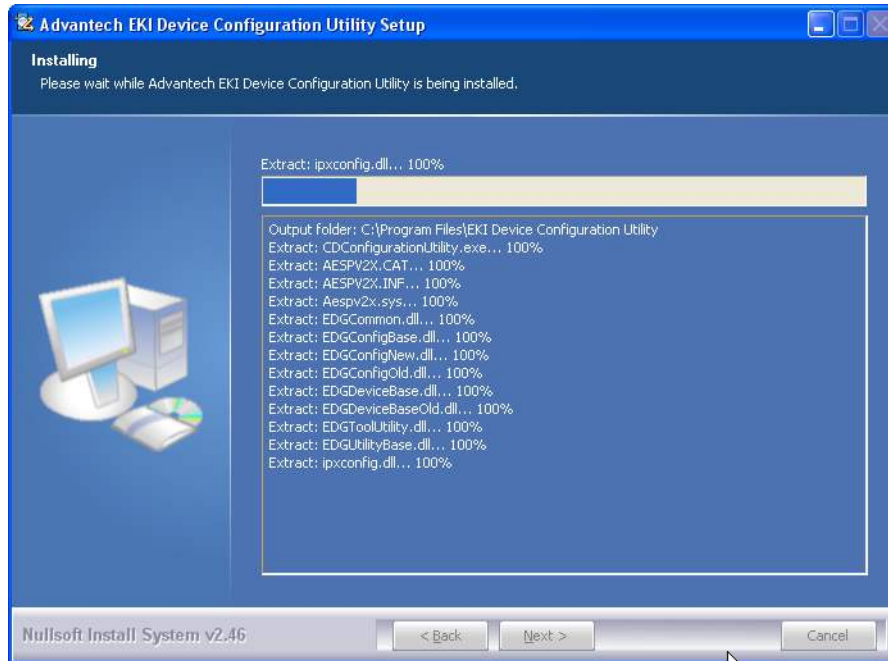 Advantech EKI Device Configuration Utility Setup
Installing
Please wait while Advantech EKI Device Configuration Utility is being installed.
Extract: ipxconfig.dll... 100%
Output folder: C:\Program Files\EKI Device Configuration Utility
Extract: CDConfigurationUtility.exe... 100%
Extract: AESPV2X.CAT... 100%
Extract: AESPV2X.INF... 100%
Extract: Aespv2x.sys... 100%
Extract: EDGCommon.dll... 100%
Extract: EDGConfigBase.dll... 100%
Extract: EDGConfigNew.dll... 100%
Extract: EDGConfigOld.dll... 100%
Extract: EDGDeviceBase.dll... 100%
Extract: EDGDeviceBaseOld.dll... 100%
Extract: EDGToolUtility.dll... 100%
Extract: EDGUtilityBase.dll... 100%
Extract: ipxconfig.dll... 100%
Nullsoft Install System v2.46
< Back
Next >
Cancel